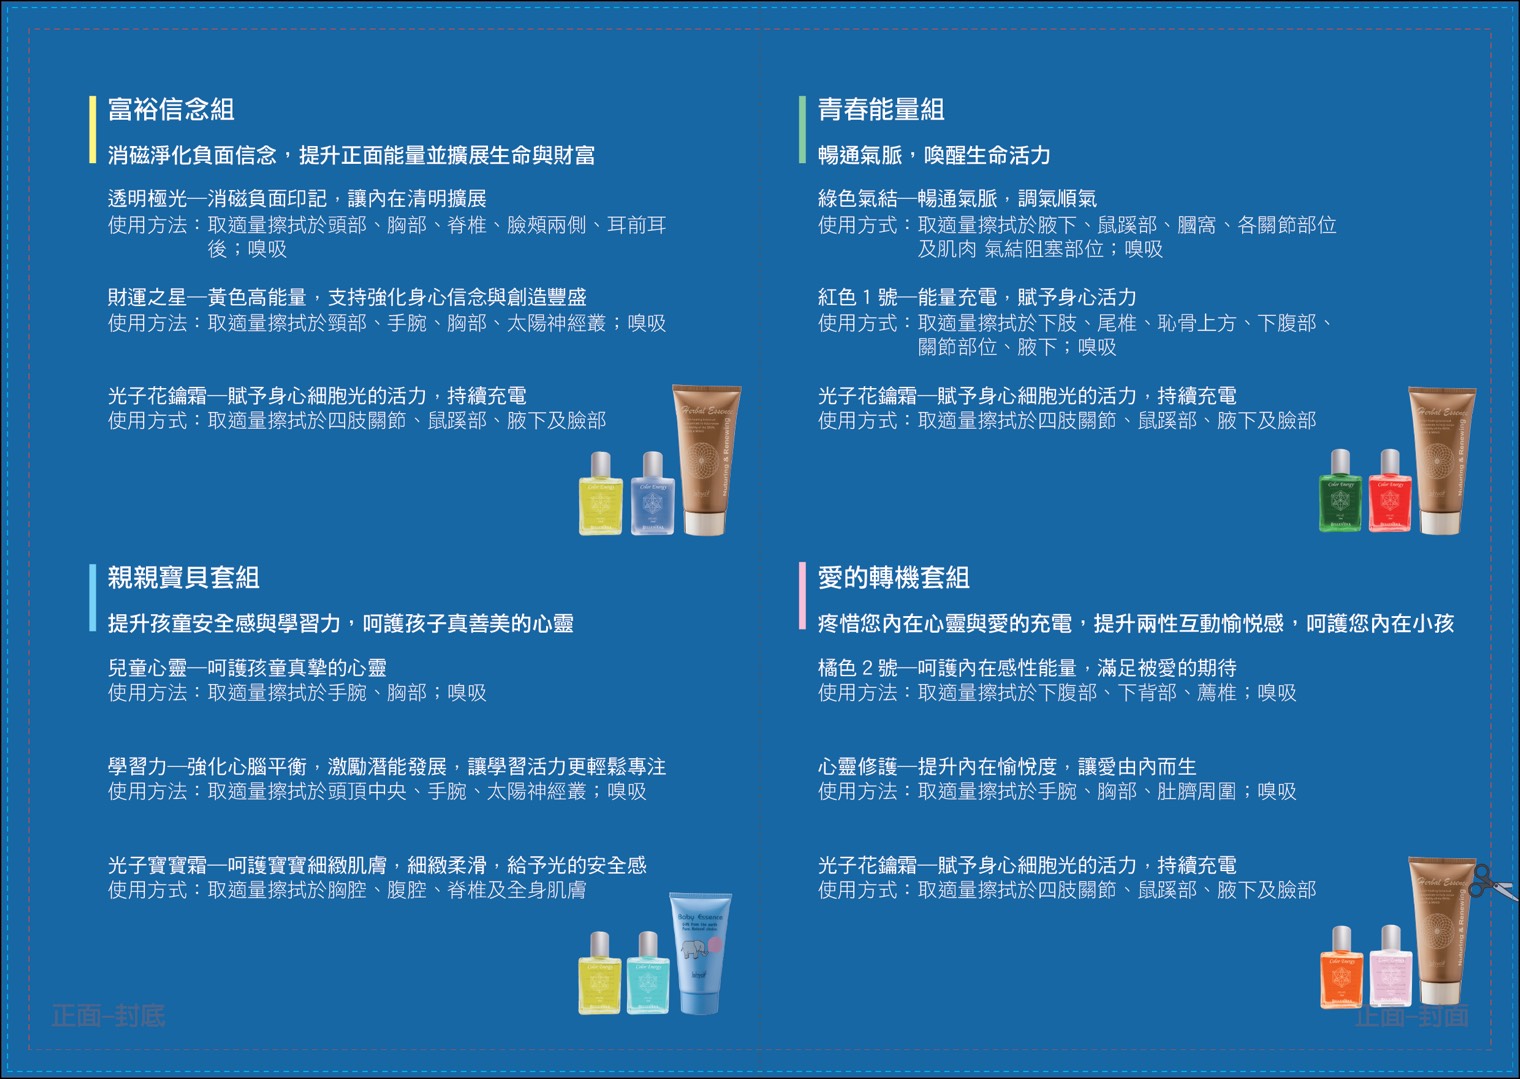 富裕信念組
消磁淨化負面信念，提升正面能量並擴展生命與財富
透明極光—消磁負面印記，讓內在清明擴展
使用方法：取適量擦拭於頭部、胸部、脊椎、臉頰兩側、耳前耳
後；嗅吸
財運之星—黃色高能量，支持強化身心信念與創造豐盛
使用方法：取適量擦拭於頸部、手腕、胸部、太陽神經叢；嗅吸
光子花鑰霜—賦予身心細胞光的活力，持續充電
使用方式：取適量擦拭於四肢關節、鼠蹊部、腋下及臉部
Herbal Essence
Nuturing & Renewing
Color Energy
Color Energy
青春能量組
暢通氣脈，喚醒生命活力
綠色氣結—暢通氣脈，調氣順氣
使用方式：取適量擦拭於腋下、鼠蹊部、膕窩、各關節部位
及肌肉 氣結阻塞部位；嗅吸
紅色 1 號—能量充電，賦予身心活力
使用方式：取適量擦拭於下肢、尾椎、恥骨上方、下腹部、
關節部位、腋下；嗅吸
光子花鑰霜—賦予身心細胞光的活力，持續充電
使用方式：取適量擦拭於四肢關節、鼠蹊部、腋下及臉部
Herbal Essence
Nuturing & Renewing
Color Energy
Color Energy
親親寶貝套組
提升孩童安全感與學習力，呵護孩子真善美的心靈
兒童心靈—呵護孩童真摯的心靈
使用方法：取適量擦拭於手腕、胸部；嗅吸
學習力—強化心腦平衡，激勵潛能發展，讓學習活力更輕鬆專注
使用方法：取適量擦拭於頭頂中央、手腕、太陽神經叢；嗅吸
光子寶寶霜—呵護寶寶細緻肌膚，細緻柔滑，給予光的安全感
使用方式：取適量擦拭於胸腔、腹腔、脊椎及全身肌膚
Baby Essence
Color Energy
Color Energy
正面-封底
愛的轉機套組
疼惜您內在心靈與愛的充電，提升兩性互動愉悅感，呵護您內在小孩
橘色 2 號—呵護內在感性能量，滿足被愛的期待
使用方法：取適量擦拭於下腹部、下背部、薦椎；嗅吸
心靈修護—提升內在愉悅度，讓愛由內而生
使用方法：取適量擦拭於手腕、胸部、肚臍周圍；嗅吸
光子花鑰霜—賦予身心細胞光的活力，持續充電
使用方式：取適量擦拭於四肢關節、鼠蹊部、腋下及臉部
Herbal Essence
Nuturing & Renewing
Color Energy
Color Energy
正面-封面